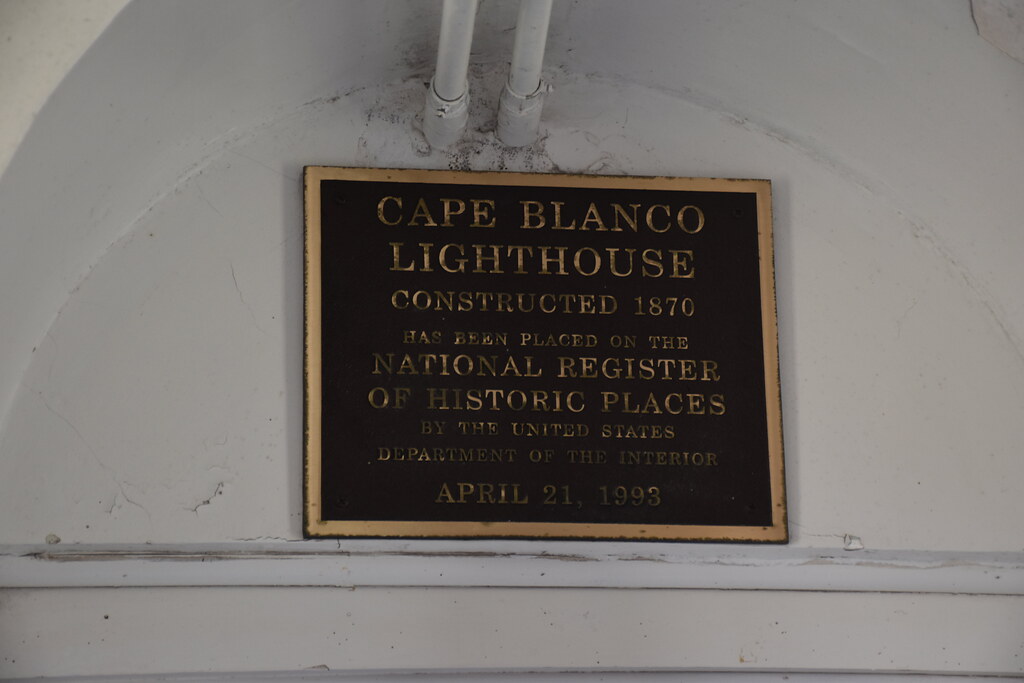 CAPE BLANCO
LIGHTHOUSE
CONSTRUCTED 1870
HAS BEEN PLACED ON THE
NATIONAL REGISTER
OF HISTORIC PLACES
BY THE UNITED STATES
DEPARTMENT OF THE INTERIOR
APRIL 21, 1993